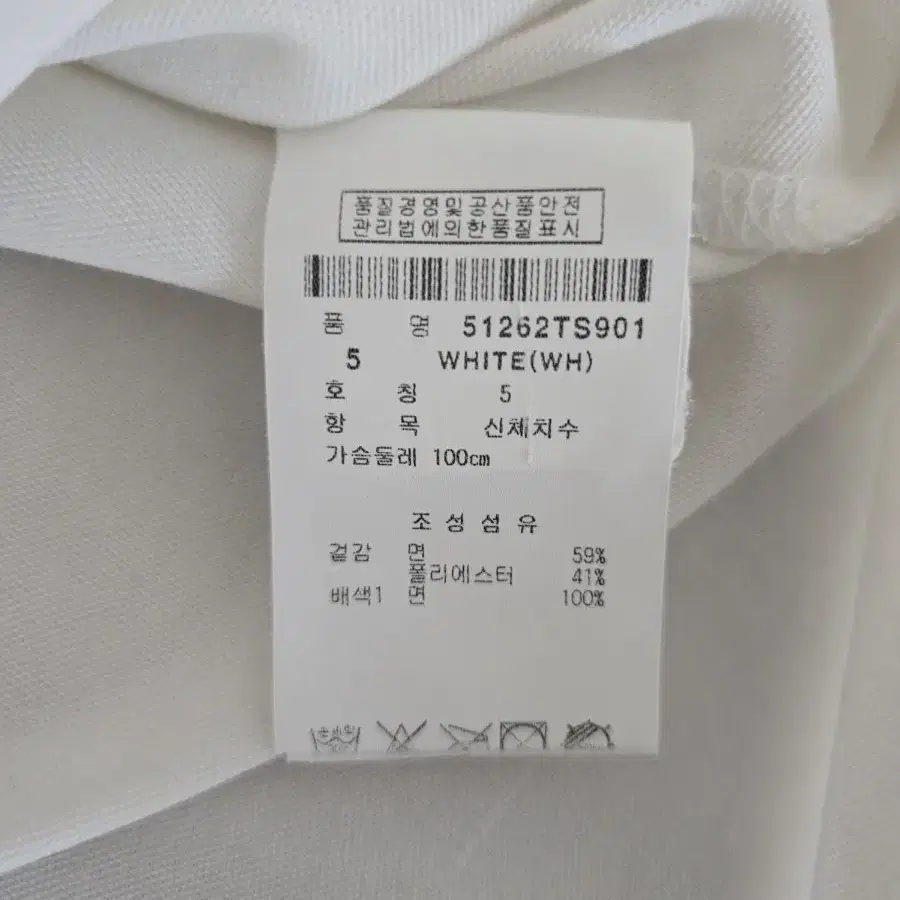 품질경영및공산품안전
관리법에의한품질표시
품 명 51262TS901
5 WHITE(WH)
호 칭 5
항 목 신체치수
가슴둘레 100cm
조성섬유
겉감 면 59%
폴리에스터 41%
배색1 면 100%